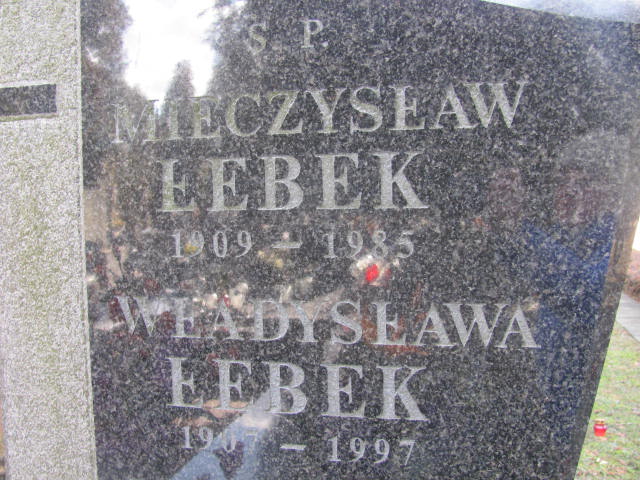 S. P.
MIECZYSŁAW
ŁEBEK
1909 – 1985
WŁADYSŁAWA
ŁEBEK
1907 – 1997